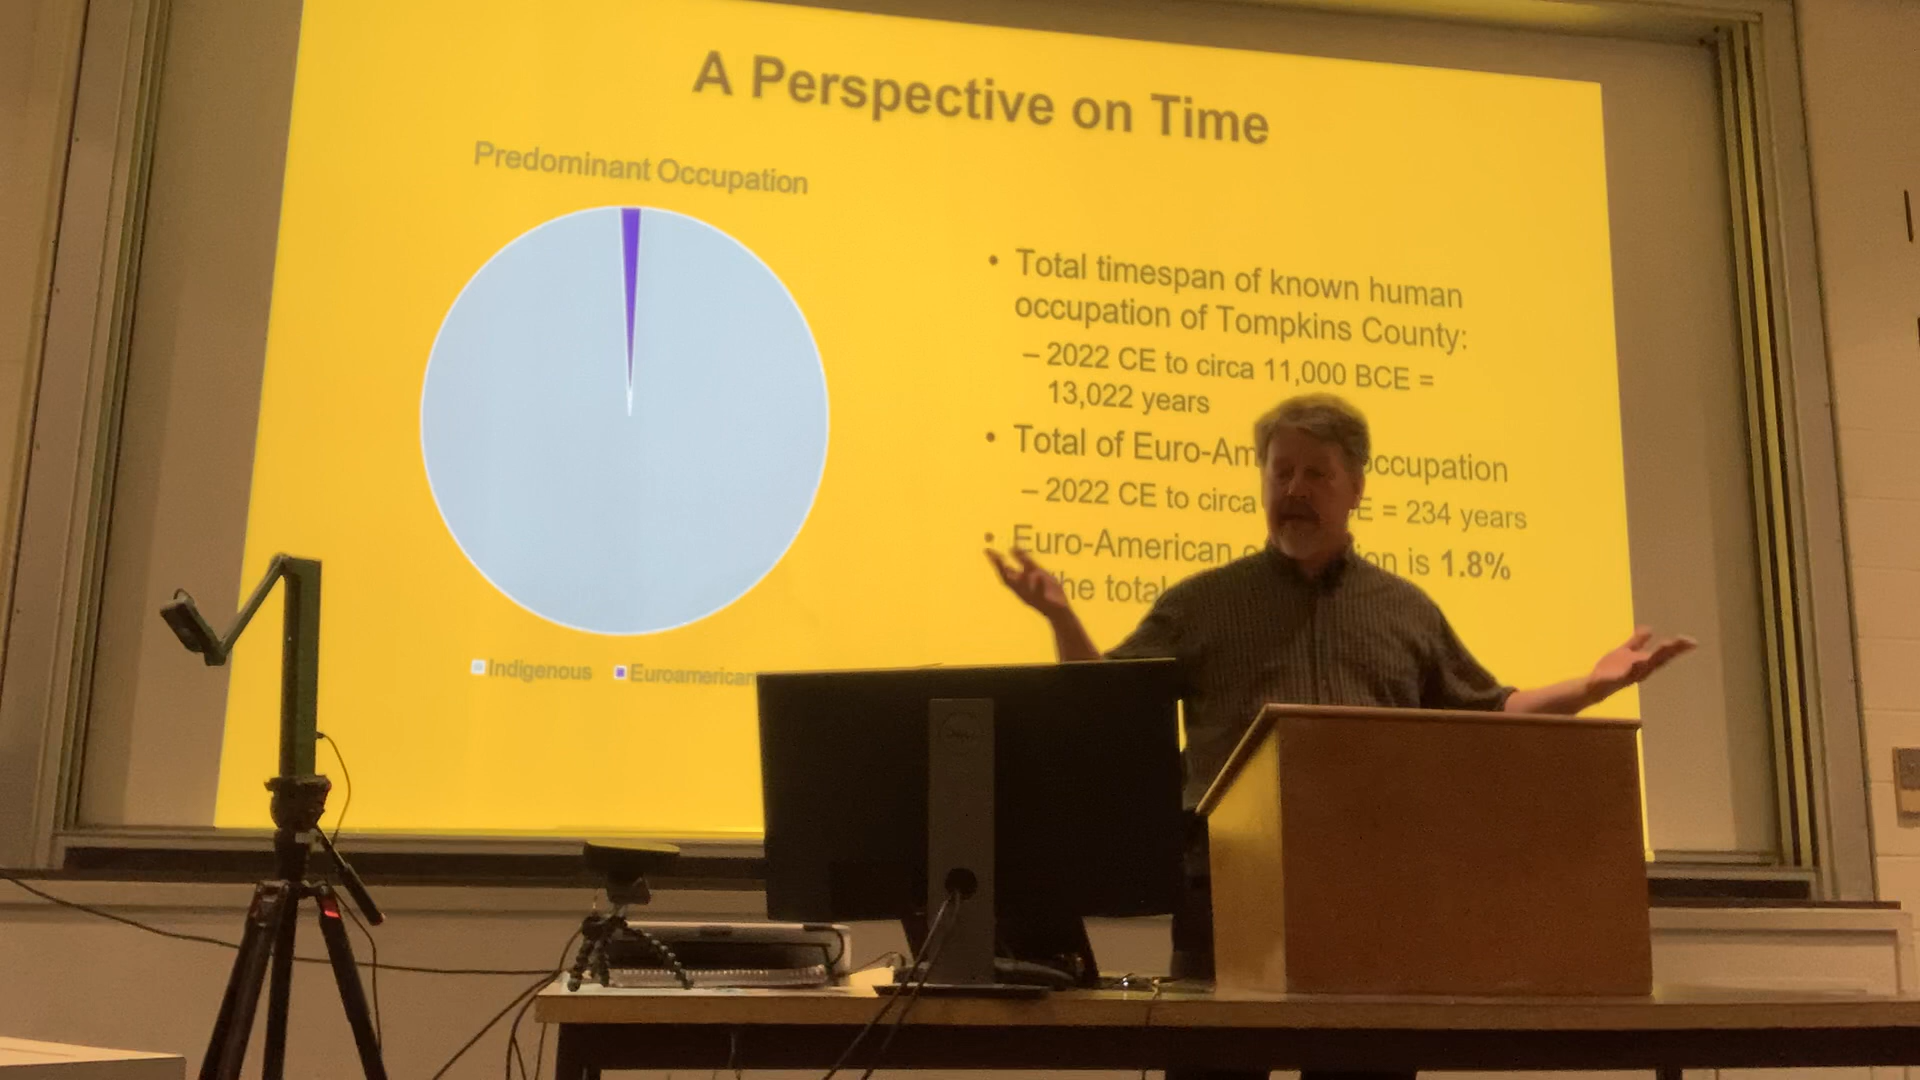 A Perspective on Time
Predominant Occupation
• Total timespan of known human
occupation of Tompkins County:
– 2022 CE to circa 11,000 BCE =
13,022 years
• Total of Euro-Am occupation
– 2022 CE to circa E = 234 years
• Euro-American on is 1.8%
the total
Indigenous Euroamerican
DELL